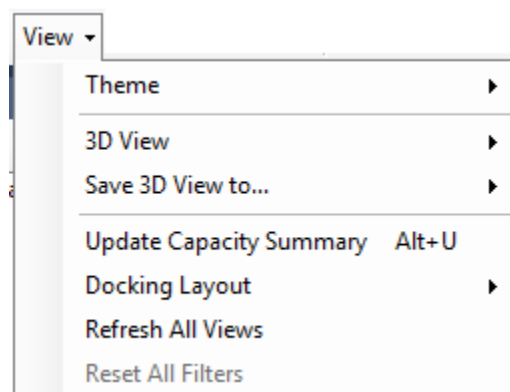 View
Theme
3D View
Save 3D View to...
Update Capacity Summary Alt+U
Docking Layout
Refresh All Views
Reset All Filters